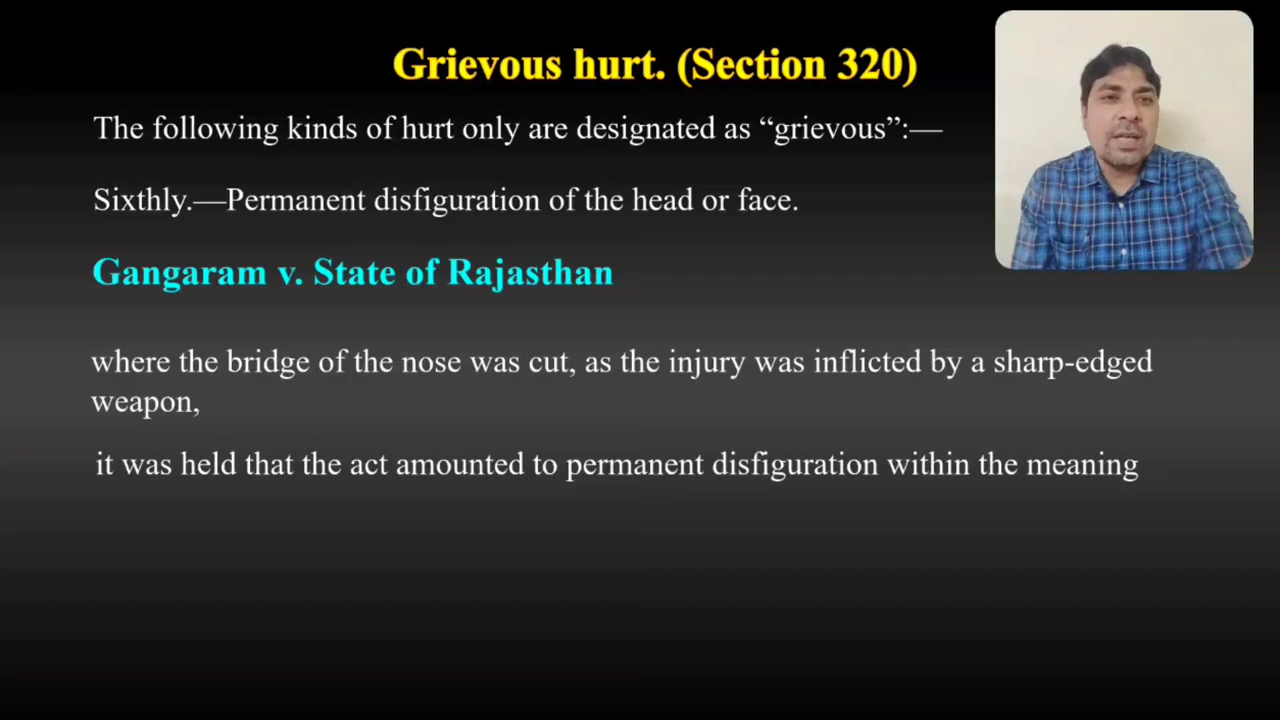 Grievous hurt. (Section 320)
The following kinds of hurt only are designated as “grievous”:—
Sixthly.—Permanent disfiguration of the head or face.
Gangaram v. State of Rajasthan
where the bridge of the nose was cut, as the injury was inflicted by a sharp-edged
weapon,
it was held that the act amounted to permanent disfiguration within the meaning